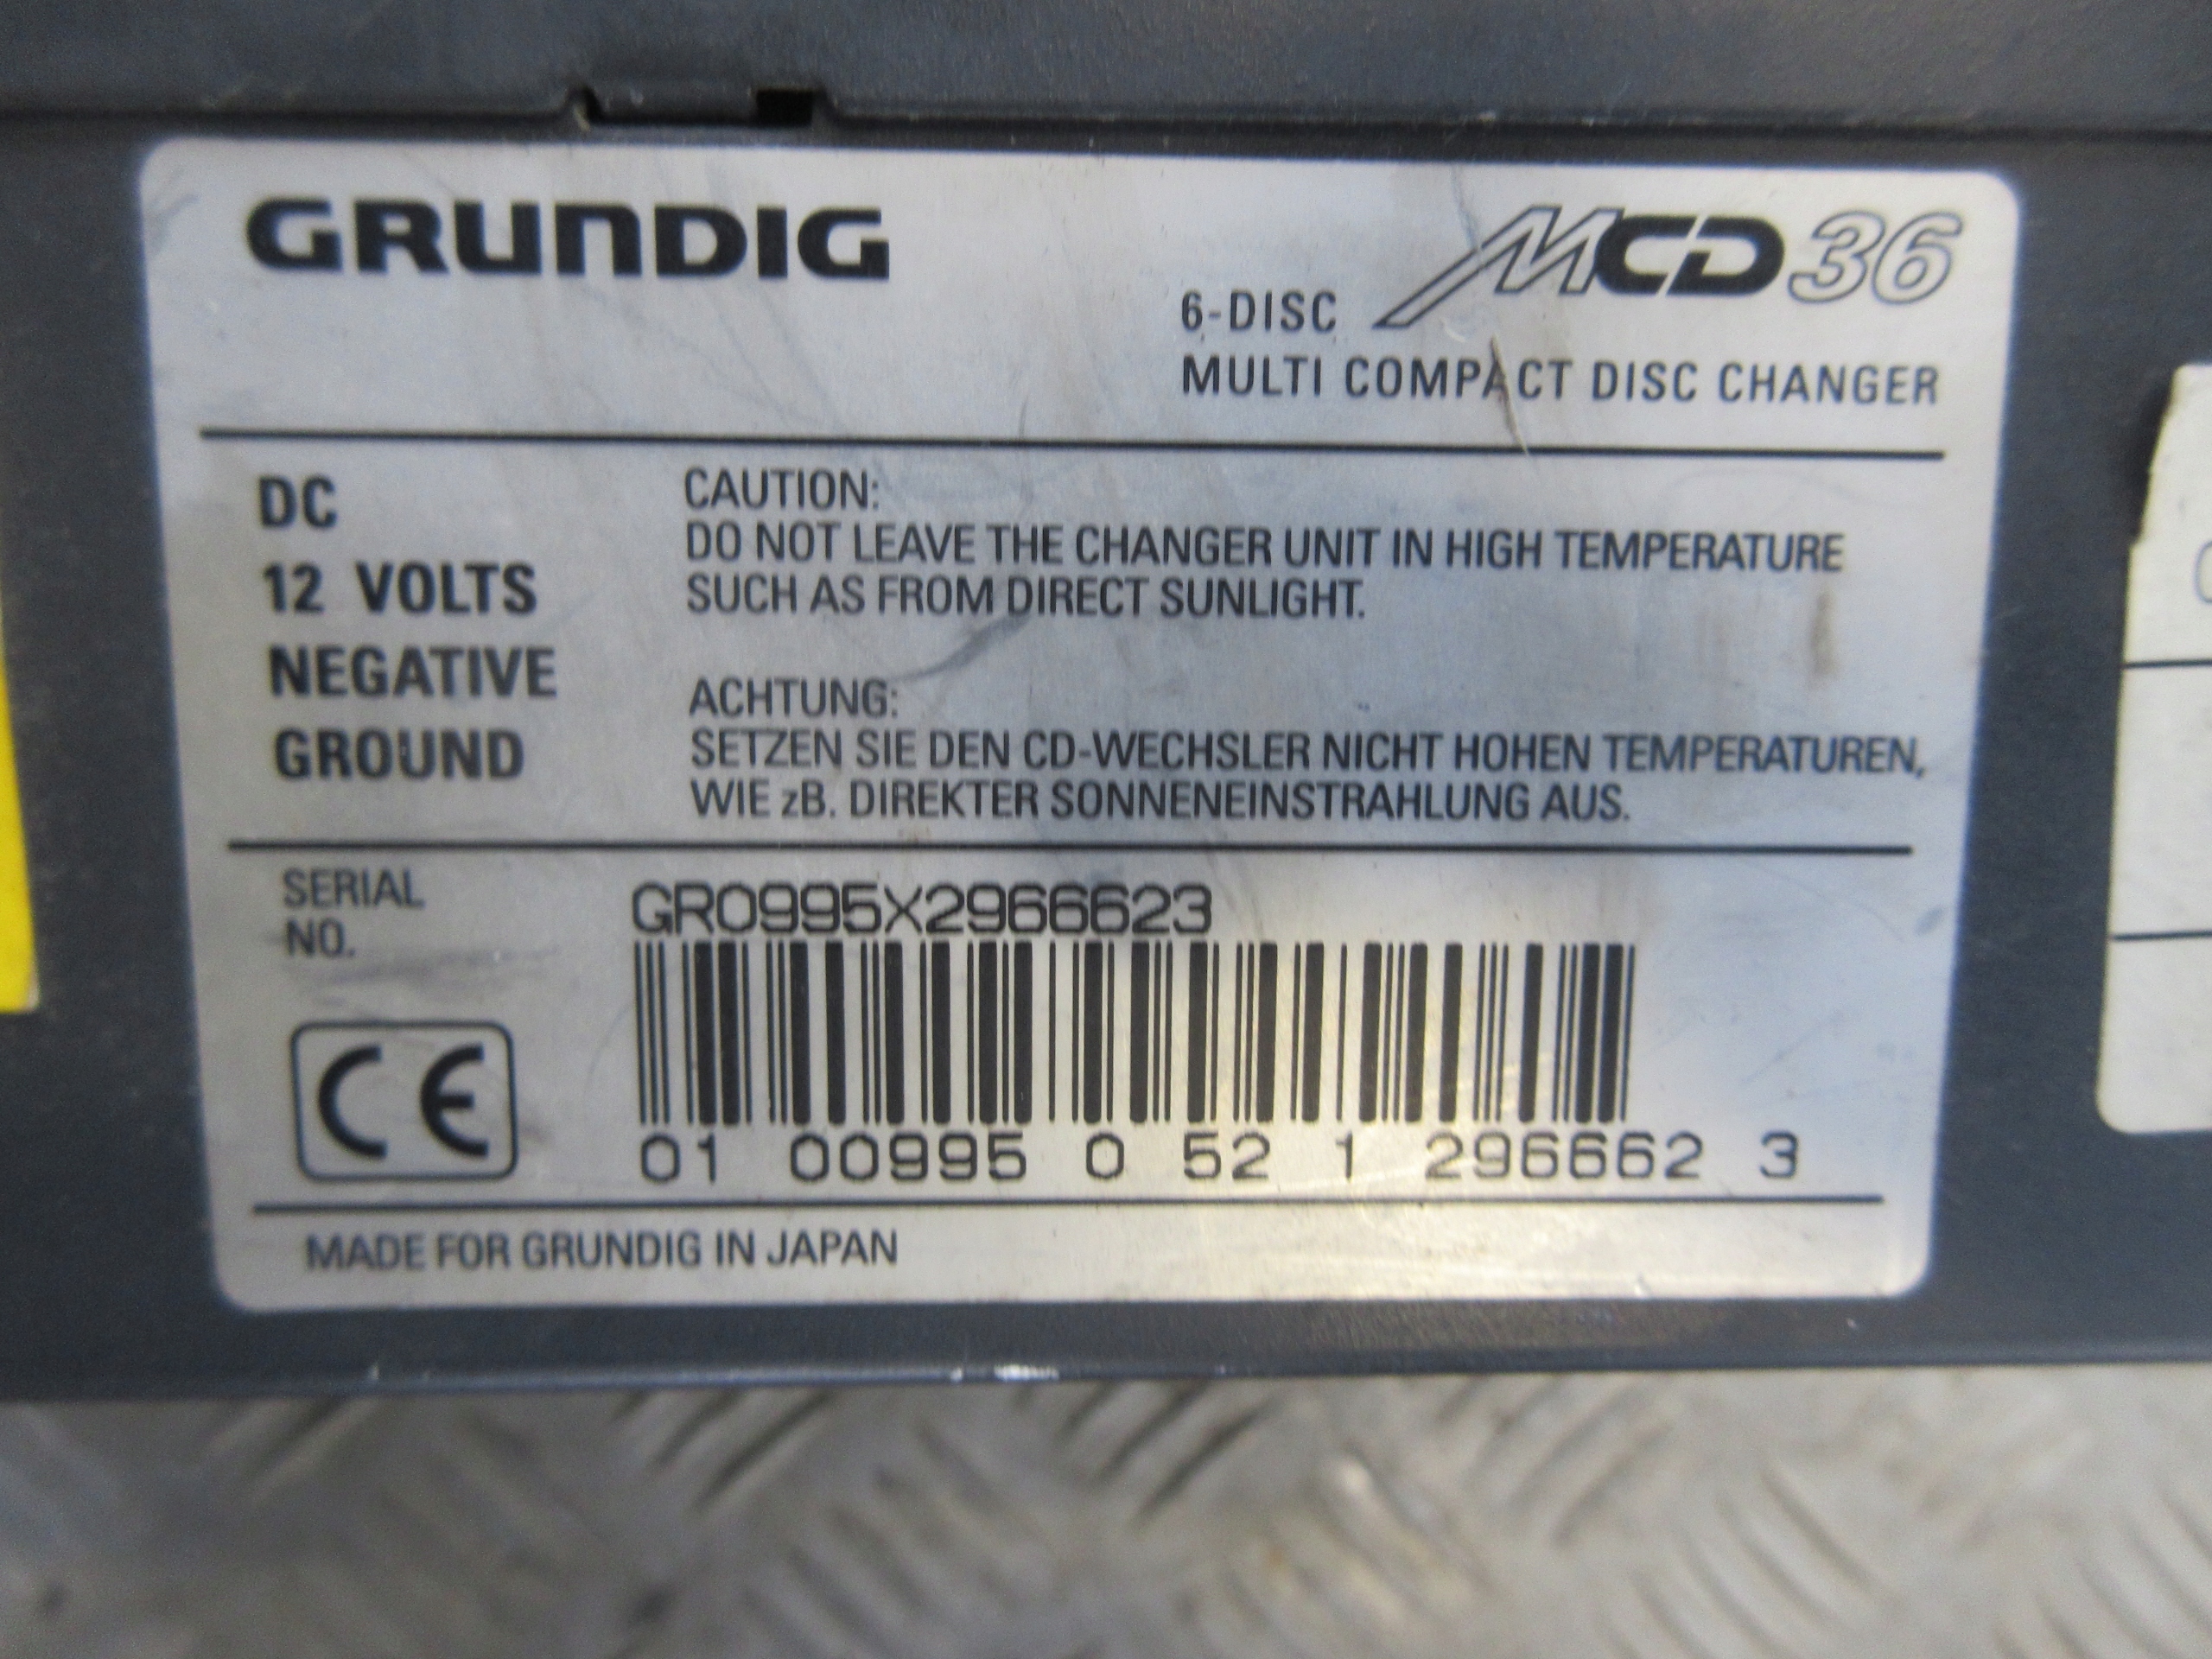 GRUNDIG
MCD 36
6-DISC
MULTI COMPACT DISC CHANGER
DC
12 VOLTS
NEGATIVE
GROUND
CAUTION:
DO NOT LEAVE THE CHANGER UNIT IN HIGH TEMPERATURE
SUCH AS FROM DIRECT SUNLIGHT.
ACHTUNG:
SETZEN SIE DEN CD-WECHSLER NICHT HOHEN TEMPERATUREN,
WIE zB. DIREKTER SONNENEINSTRAHLUNG AUS.
SERIAL
NO.
GR0995X2966623
CE
01 00995 0 52 1 296662 3
MADE FOR GRUNDIG IN JAPAN